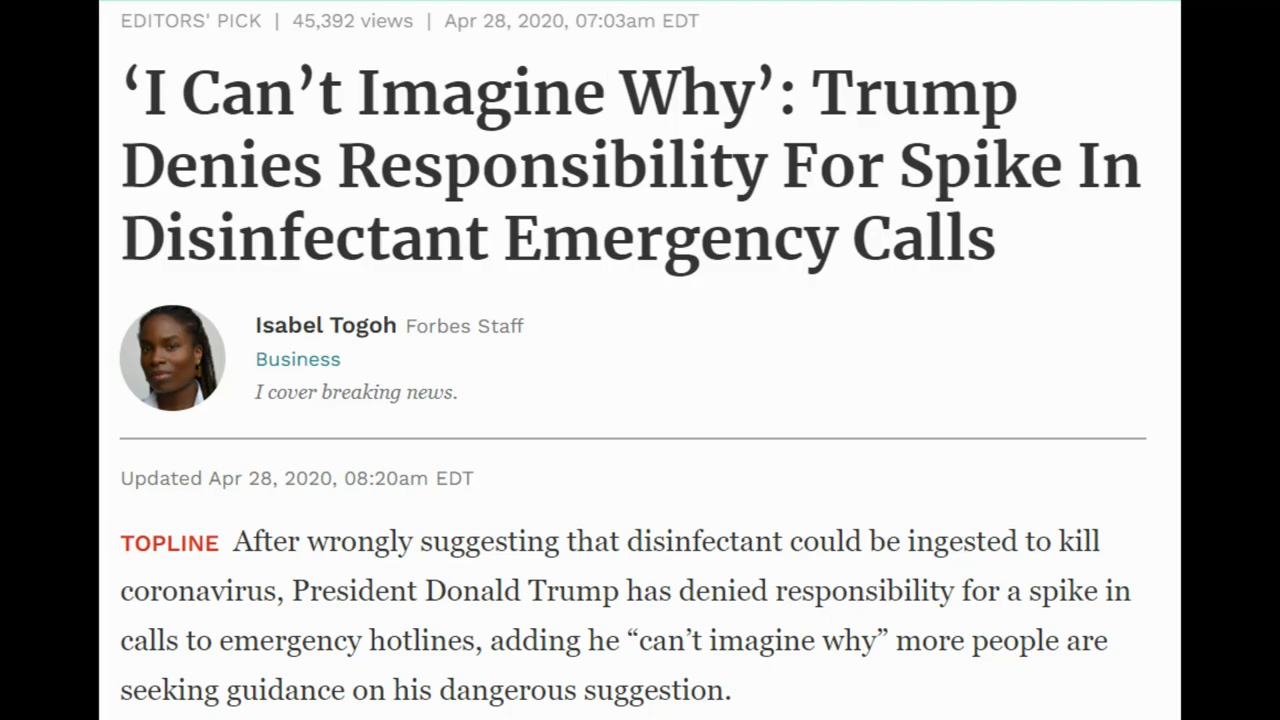 EDITORS' PICK | 45,392 views | Apr 28, 2020, 07:03am EDT
‘I Can’t Imagine Why’: Trump
Denies Responsibility For Spike In
Disinfectant Emergency Calls
Isabel Togoh Forbes Staff
Business
I cover breaking news.
Updated Apr 28, 2020, 08:20am EDT
TOPLINE After wrongly suggesting that disinfectant could be ingested to kill
coronavirus, President Donald Trump has denied responsibility for a spike in
calls to emergency hotlines, adding he “can’t imagine why” more people are
seeking guidance on his dangerous suggestion.